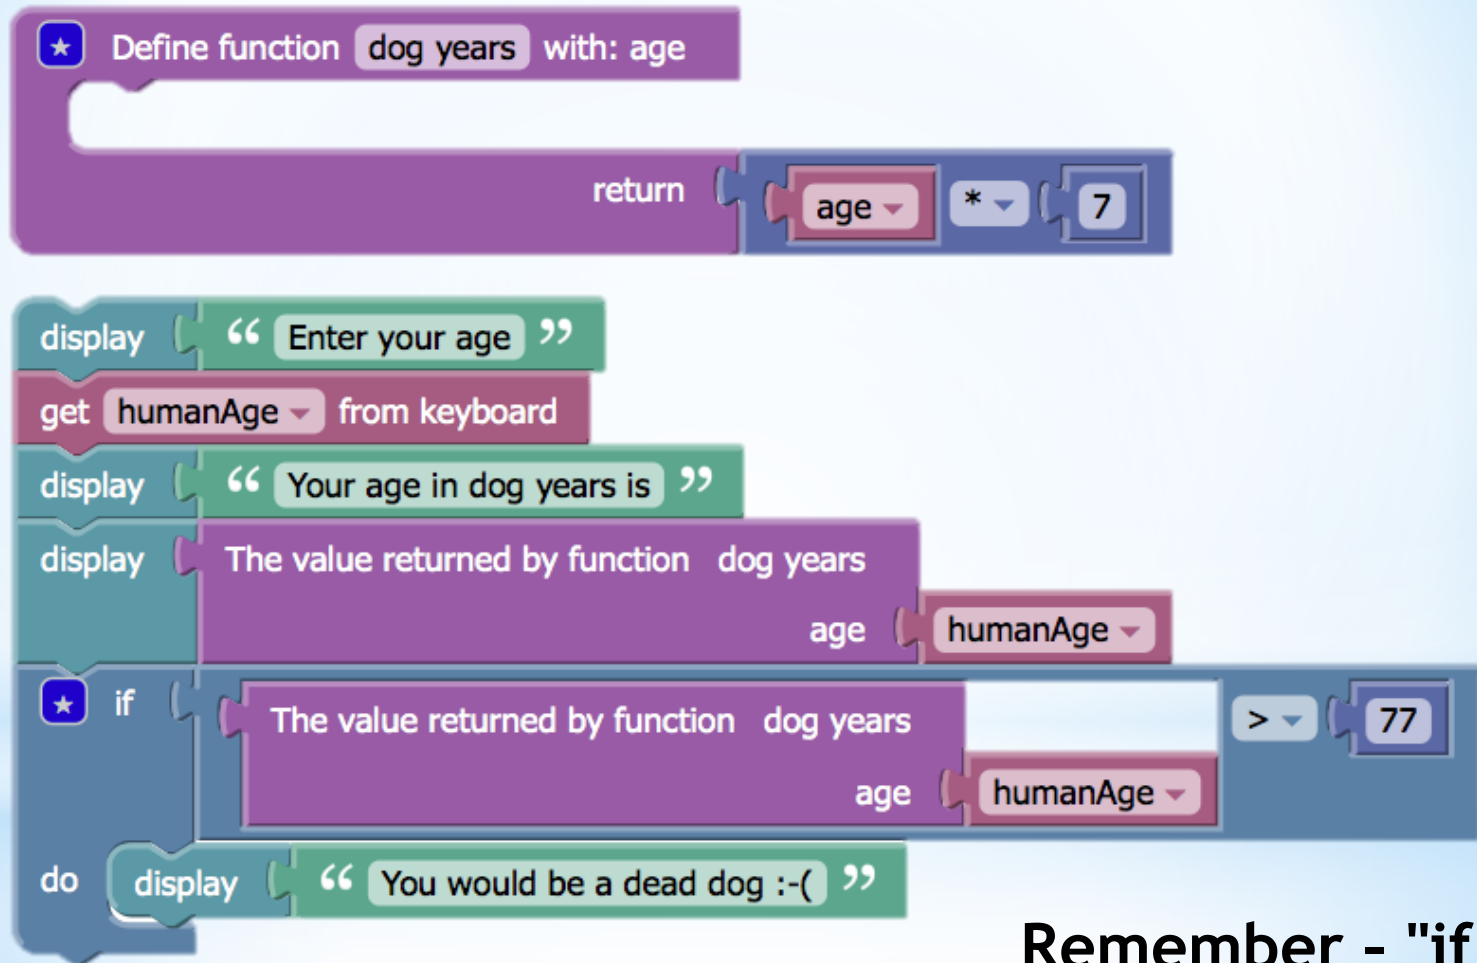 Define function dog years with: age
return age * 7
display “ Enter your age ”
get humanAge from keyboard
display “ Your age in dog years is ”
display The value returned by function dog years
age humanAge
if The value returned by function dog years > 77
age humanAge
do display “ You would be a dead dog :-( ”
Remember - "if